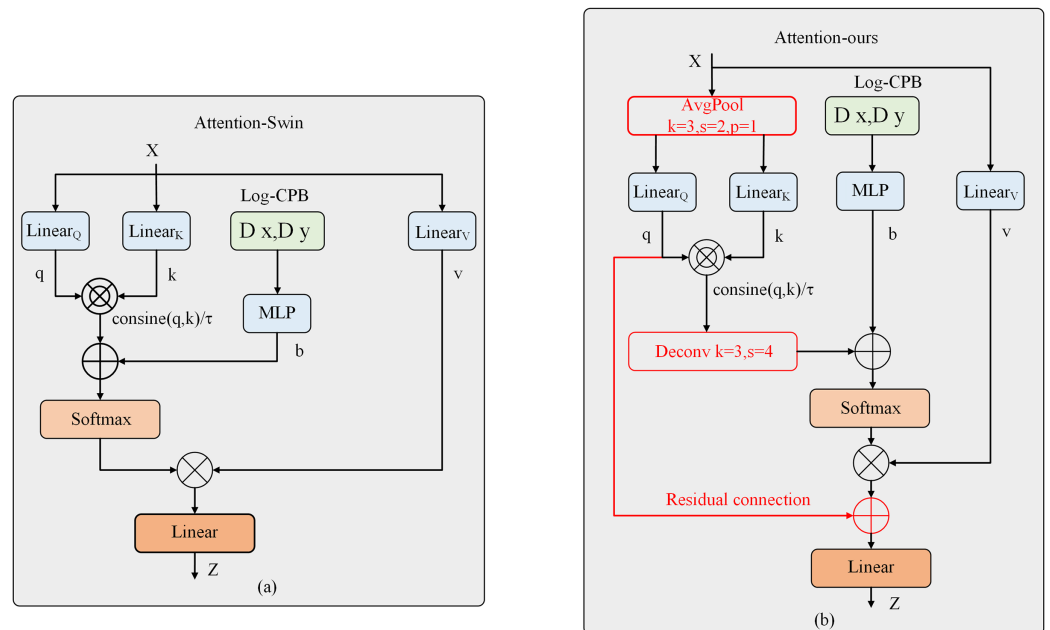 Attention-Swin
X
Log-CPB
LinearQ
LinearK
D x,D y
LinearV
q
k
v
consine(q,k)/τ
MLP
b
Softmax
Linear
Z
(a)
Attention-ours
X
Log-CPB
AvgPool
k=3,s=2,p=1
D x,D y
LinearQ
LinearK
MLP
LinearV
q
k
b
v
consine(q,k)/τ
Deconv k=3,s=4
Softmax
Residual connection
Linear
Z
(b)